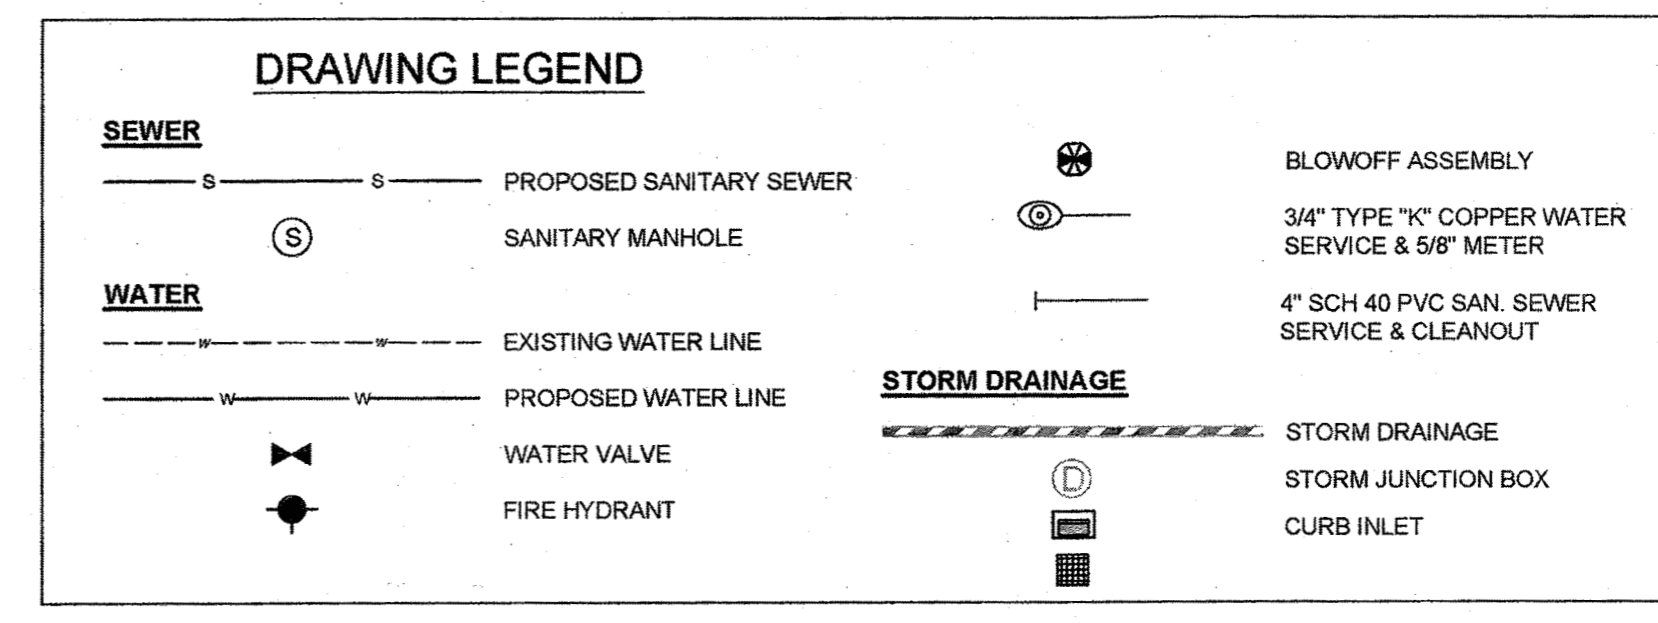 DRAWING LEGEND
SEWER
S S PROPOSED SANITARY SEWER
S SANITARY MANHOLE
WATER
W W EXISTING WATER LINE
W W PROPOSED WATER LINE
WATER VALVE
FIRE HYDRANT
BLOWOFF ASSEMBLY
3/4" TYPE "K" COPPER WATER
SERVICE & 5/8" METER
4" SCH 40 PVC SAN. SEWER
SERVICE & CLEANOUT
STORM DRAINAGE
STORM DRAINAGE
D STORM JUNCTION BOX
CURB INLET